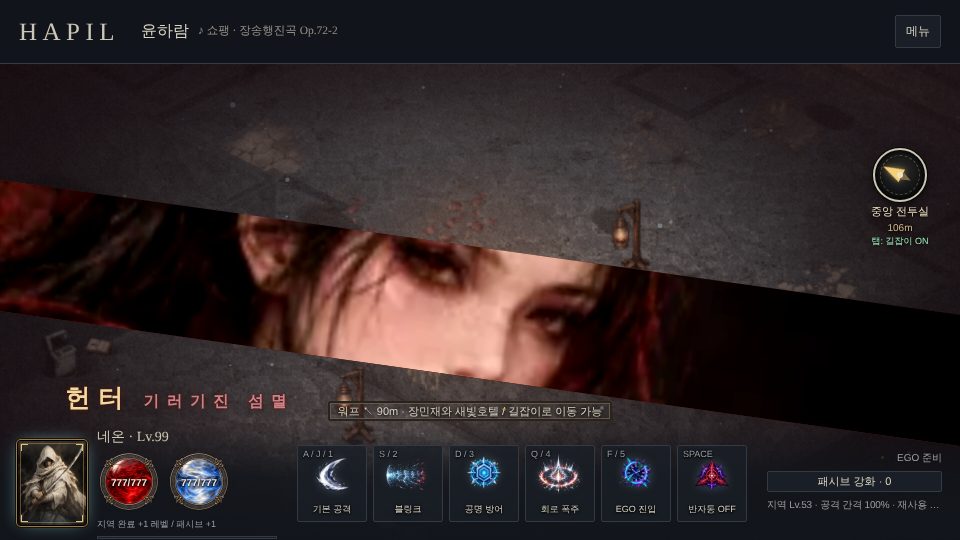 HAPIL 윤하람 ♪ 쇼팽 · 장송행진곡 Op.72-2 메뉴
중앙 전투실
106m
탭: 길잡이 ON
헌터 기러기진 섬멸
워프 ↖ 90m · 장민재와 새빛호텔 / 길잡이로 이동 가능
네온 · Lv.99
777/777 777/777
지역 완료 +1 레벨 / 패시브 +1
A / J / 1 S / 2 D / 3 Q / 4 F / 5 SPACE
기본 공격 블링크 공명 방어 회로 폭주 EGO 진입 반자동 OFF
EGO 준비
패시브 강화 · 0
지역 Lv.53 · 공격 간격 100% · 재사용 ...